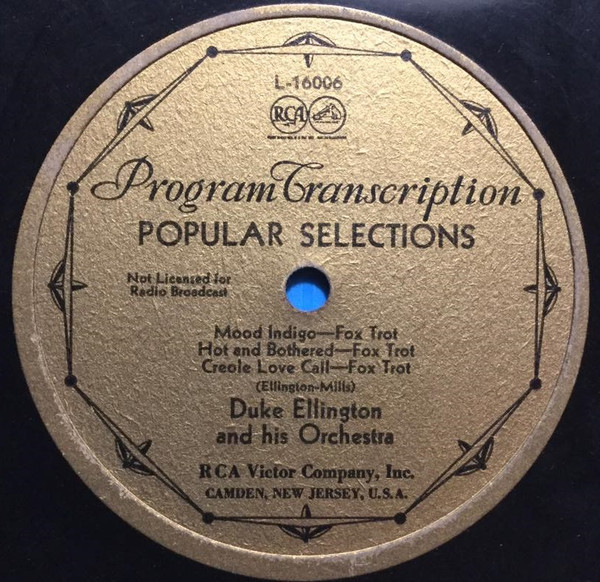 L-16006
RCA
Program Transcription
POPULAR SELECTIONS
Not Licensed for
Radio Broadcast
Mood Indigo—Fox Trot
Hot and Bothered—Fox Trot
Creole Love Call—Fox Trot
(Ellington-Mills)
Duke Ellington
and his Orchestra
RCA Victor Company, Inc.
CAMDEN, NEW JERSEY, U.S.A.